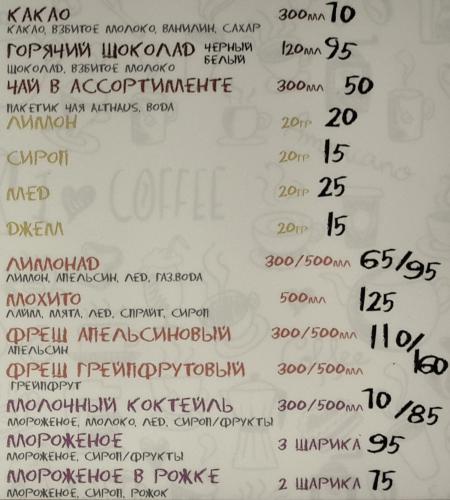 КАКАО 300МЛ 70
КАКАО, ВЗБИТОЕ МОЛОКО, ВАНИЛИН, САХАР
ГОРЯЧИЙ ШОКОЛАД ЧЕРНЫЙ БЕЛЫЙ 120МЛ 95
ШОКОЛАД, ВЗБИТОЕ МОЛОКО
ЧАЙ В АССОРТИМЕНТЕ 300МЛ 50
ПАКЕТИК ЧАЯ ALTHAUS, ВОДА
ЛИМОН 20ГР 20
СИРОП 20ГР 15
МЕД 20ГР 25
ДЖЕМ 20ГР 15
I COFFEE
ЛИМОНАД 300/500МЛ 65/95
ЛИМОН, АПЕЛЬСИН, ЛЕД, ГАЗ.ВОДА
МОХИТО 500МЛ 125
ЛАЙМ, МЯТА, ЛЕД, СПРАЙТ, СИРОП
ФРЕШ АПЕЛЬСИНОВЫЙ 300/500МЛ 110/160
АПЕЛЬСИН
ФРЕШ ГРЕЙПФРУТОВЫЙ 300/500МЛ
ГРЕЙПФРУТ
МОЛОЧНЫЙ КОКТЕЙЛЬ 300/500МЛ 70/85
МОРОЖЕНОЕ, МОЛОКО, ЛЕД, СИРОП/ФРУКТЫ
МОРОЖЕНОЕ 3 ШАРИКА 95
МОРОЖЕНОЕ, СИРОП/ФРУКТЫ
МОРОЖЕНОЕ В РОЖКЕ 2 ШАРИКА 75
МОРОЖЕНОЕ, СИРОП, РОЖОК